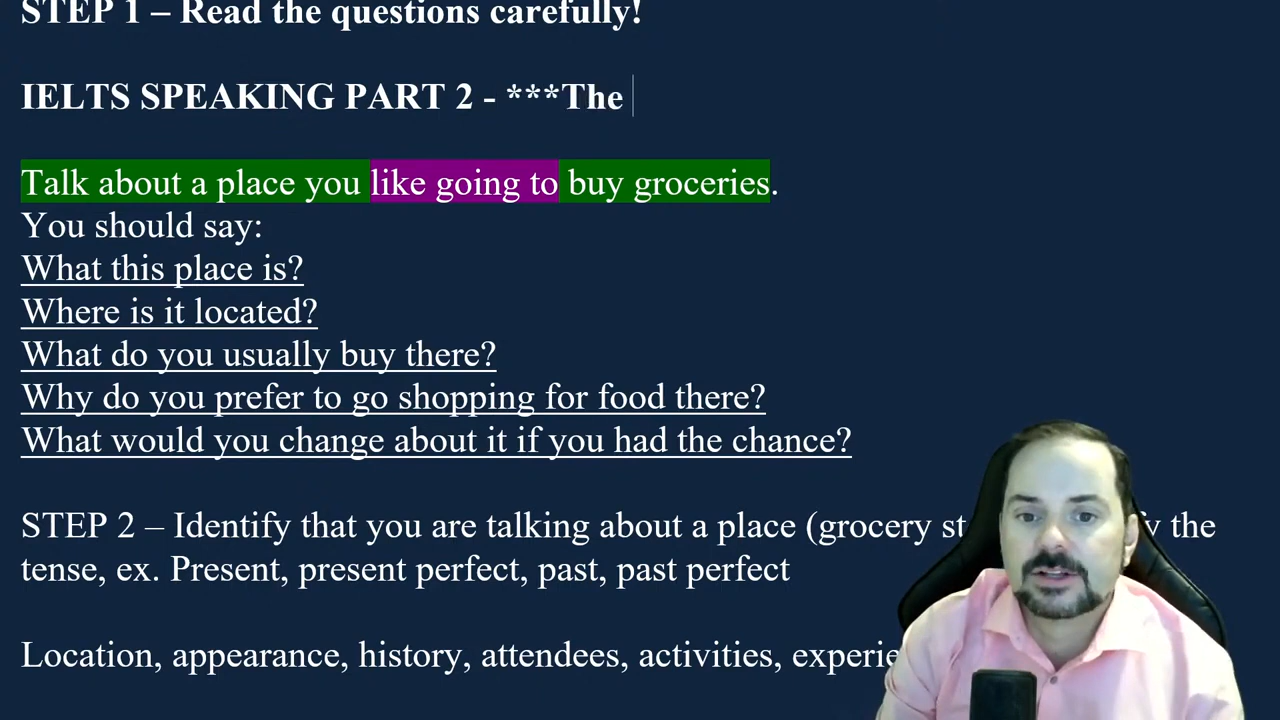 STEP 1 – Read the questions carefully!
IELTS SPEAKING PART 2 - ***The
Talk about a place you like going to buy groceries.
You should say:
What this place is?
Where is it located?
What do you usually buy there?
Why do you prefer to go shopping for food there?
What would you change about it if you had the chance?
STEP 2 – Identify that you are talking about a place (grocery the
tense, ex. Present, present perfect, past, past perfect
Location, appearance, history, attendees, activities,